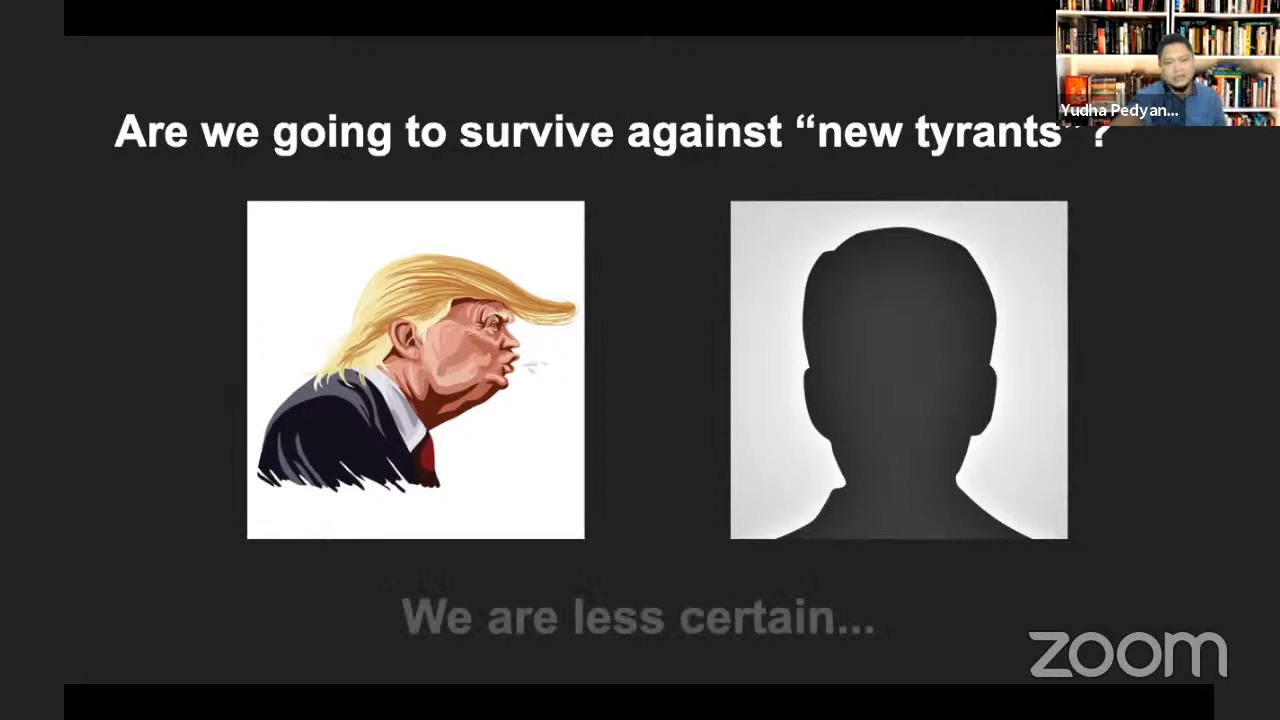 Yudha Pedyan...
Are we going to survive against “new tyrants”?
We are less certain...
zoom